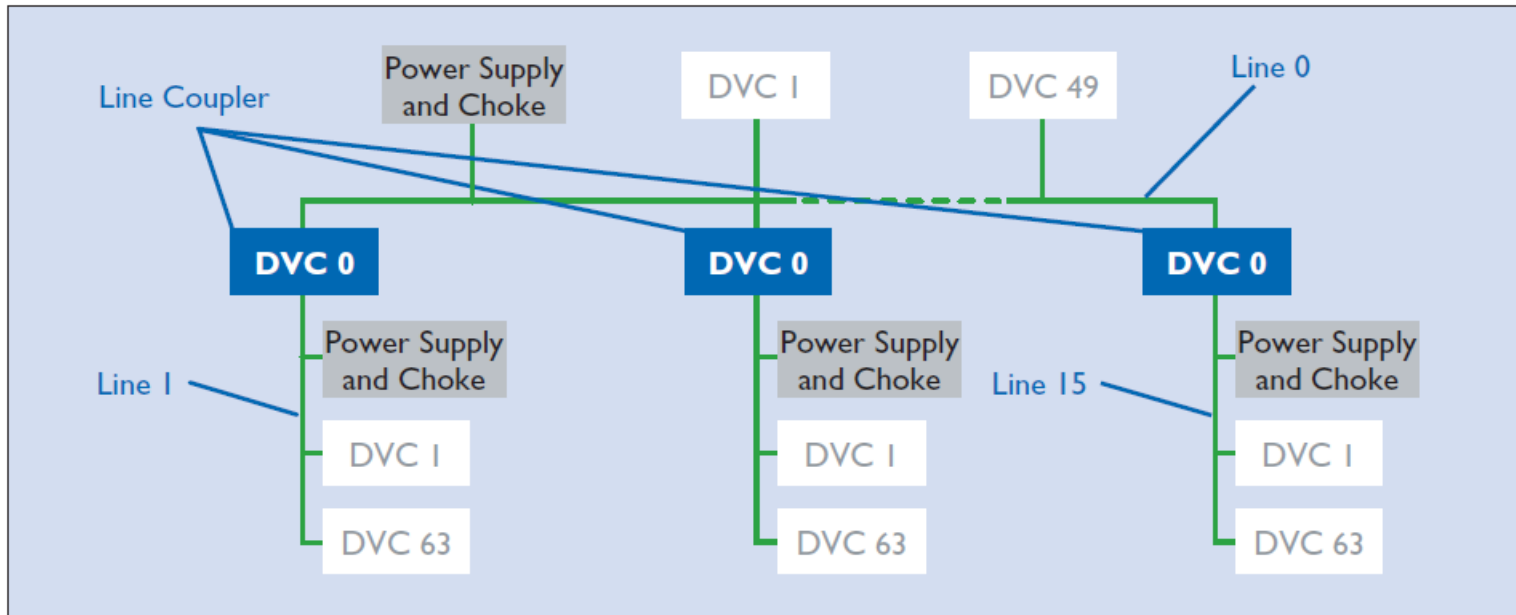 Power Supply
and Choke
DVC 1
DVC 49
Line 0
Line Coupler
DVC 0
DVC 0
DVC 0
Power Supply
and Choke
Power Supply
and Choke
Power Supply
and Choke
Line 1
Line 15
DVC 1
DVC 1
DVC 1
DVC 63
DVC 63
DVC 63